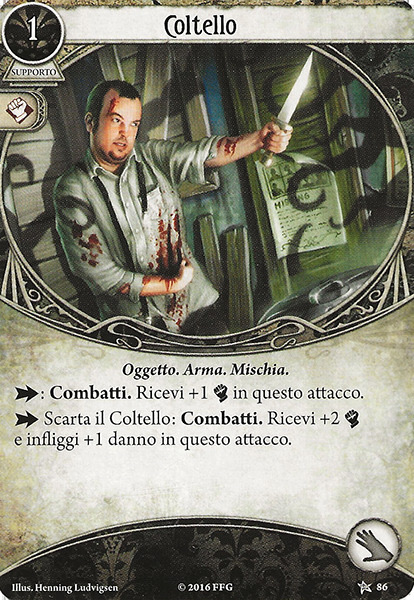 Coltello
1
SUPPORTO
Oggetto. Arma. Mischia.
: Combatti. Ricevi +1 in questo attacco.
Scarta il Coltello: Combatti. Ricevi +2
e infliggi +1 danno in questo attacco.
Illus. Henning Ludvigsen © 2016 FFG 86